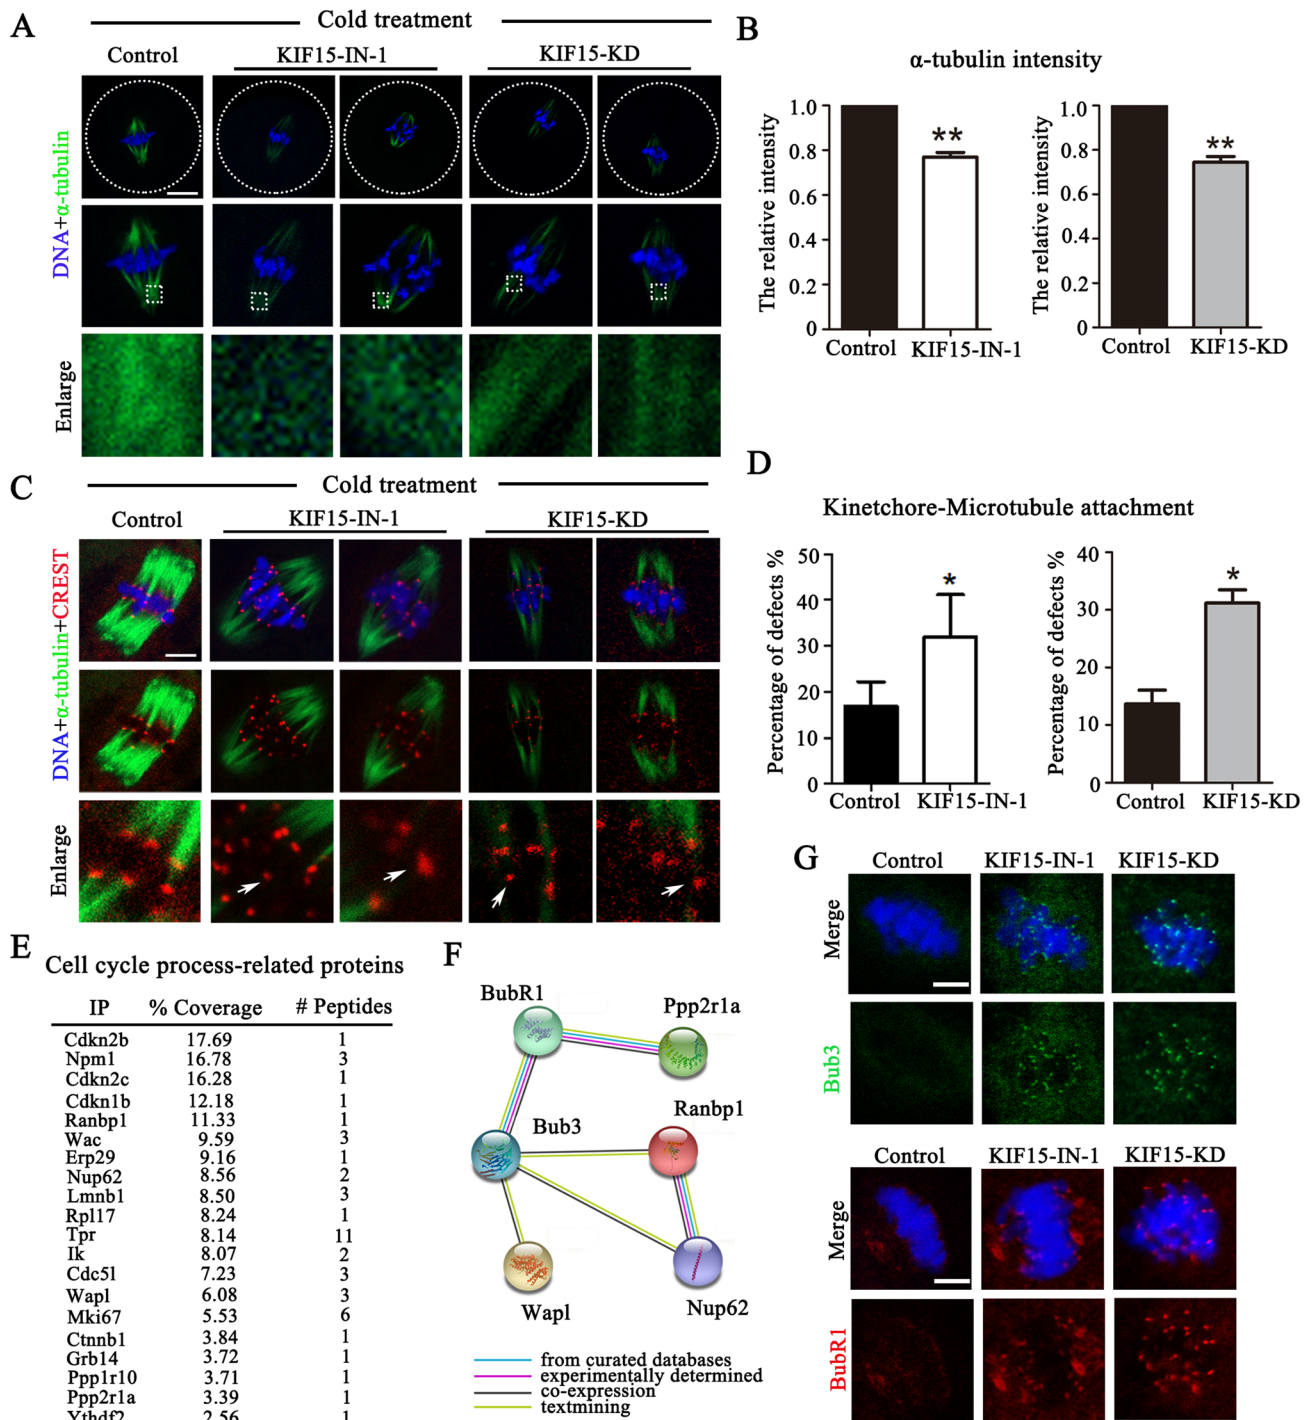 A
Cold treatment
Control
KIF15-IN-1
KIF15-KD
DNA+α-tubulin
Enlarge
B
α-tubulin intensity
The relative intensity
1.0
0.8
0.6
0.4
0.2
0
**
Control
KIF15-IN-1
The relative intensity
1.0
0.8
0.6
0.4
0.2
0
**
Control
KIF15-KD
C
Cold treatment
Control
KIF15-IN-1
KIF15-KD
DNA+α-tubulin+CREST
Enlarge
D
Kinetchore-Microtubule attachment
Percentage of defects %
50
40
30
20
10
0
*
Control
KIF15-IN-1
Percentage of defects %
40
30
20
10
0
*
Control
KIF15-KD
E
Cell cycle process-related proteins
IP % Coverage # Peptides
Cdkn2b 17.69 1
Npm1 16.78 3
Cdkn2c 16.28 1
Cdkn1b 12.18 1
Ranbp1 11.33 1
Wac 9.59 3
Erp29 9.16 1
Nup62 8.56 2
Lmnb1 8.50 3
Rpl17 8.24 1
Tpr 8.14 11
Ik 8.07 2
Cdc5l 7.23 3
Wapl 6.08 3
Mki67 5.53 6
Ctnnb1 3.84 1
Grb14 3.72 1
Ppp1r10 3.71 1
Ppp2r1a 3.39 1
Ythdf2 2.56 1
F
BubR1
Ppp2r1a
Bub3
Ranbp1
Wapl
Nup62
from curated databases
experimentally determined
co-expression
textmining
G
Control
KIF15-IN-1
KIF15-KD
Merge
Bub3
Control
KIF15-IN-1
KIF15-KD
Merge
BubR1